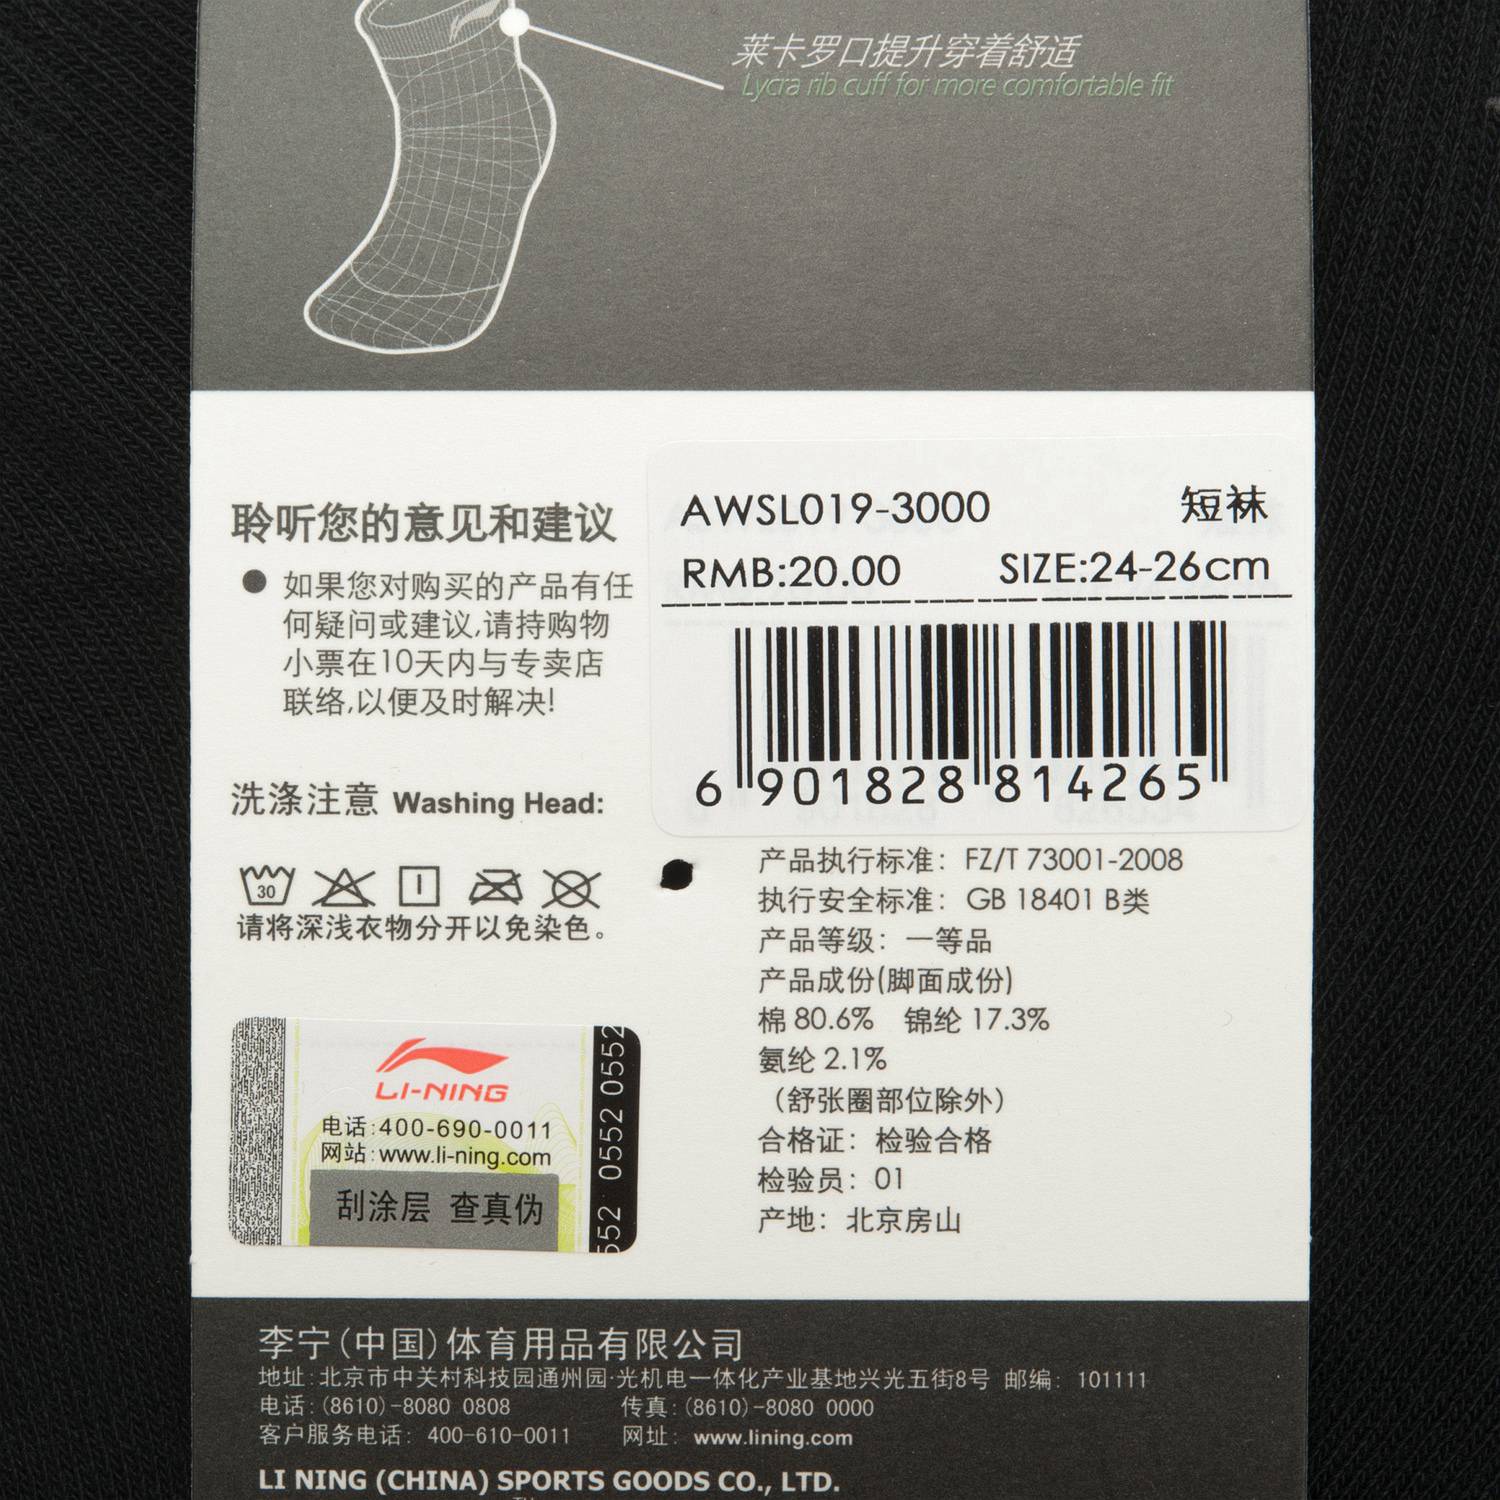 莱卡罗口提升穿着舒适
Lycra rib cuff for more comfortable fit
聆听您的意见和建议
● 如果您对购买的产品有任
何疑问或建议,请持购物
小票在10天内与专卖店
联络,以便及时解决!
洗涤注意 Washing Head:
30
请将深浅衣物分开以免染色。
AWSL019-3000 短袜
RMB:20.00 SIZE:24-26cm
6 901828 814265
产品执行标准: FZ/T 73001-2008
执行安全标准: GB 18401 B类
产品等级: 一等品
产品成份(脚面成份)
棉 80.6% 锦纶 17.3%
氨纶 2.1%
(舒张圈部位除外)
合格证: 检验合格
检验员: 01
产地: 北京房山
LI-NING
电话:400-690-0011
网站:www.li-ning.com
刮涂层 查真伪
552 0552 0552
李宁(中国)体育用品有限公司
地址:北京市中关村科技园通州园·光机电一体化产业基地兴光五街8号 邮编: 101111
电话:(8610)-8080 0808 传真:(8610)-8080 0000
客户服务电话: 400-610-0011 网址: www.lining.com
LI NING (CHINA) SPORTS GOODS CO., LTD.